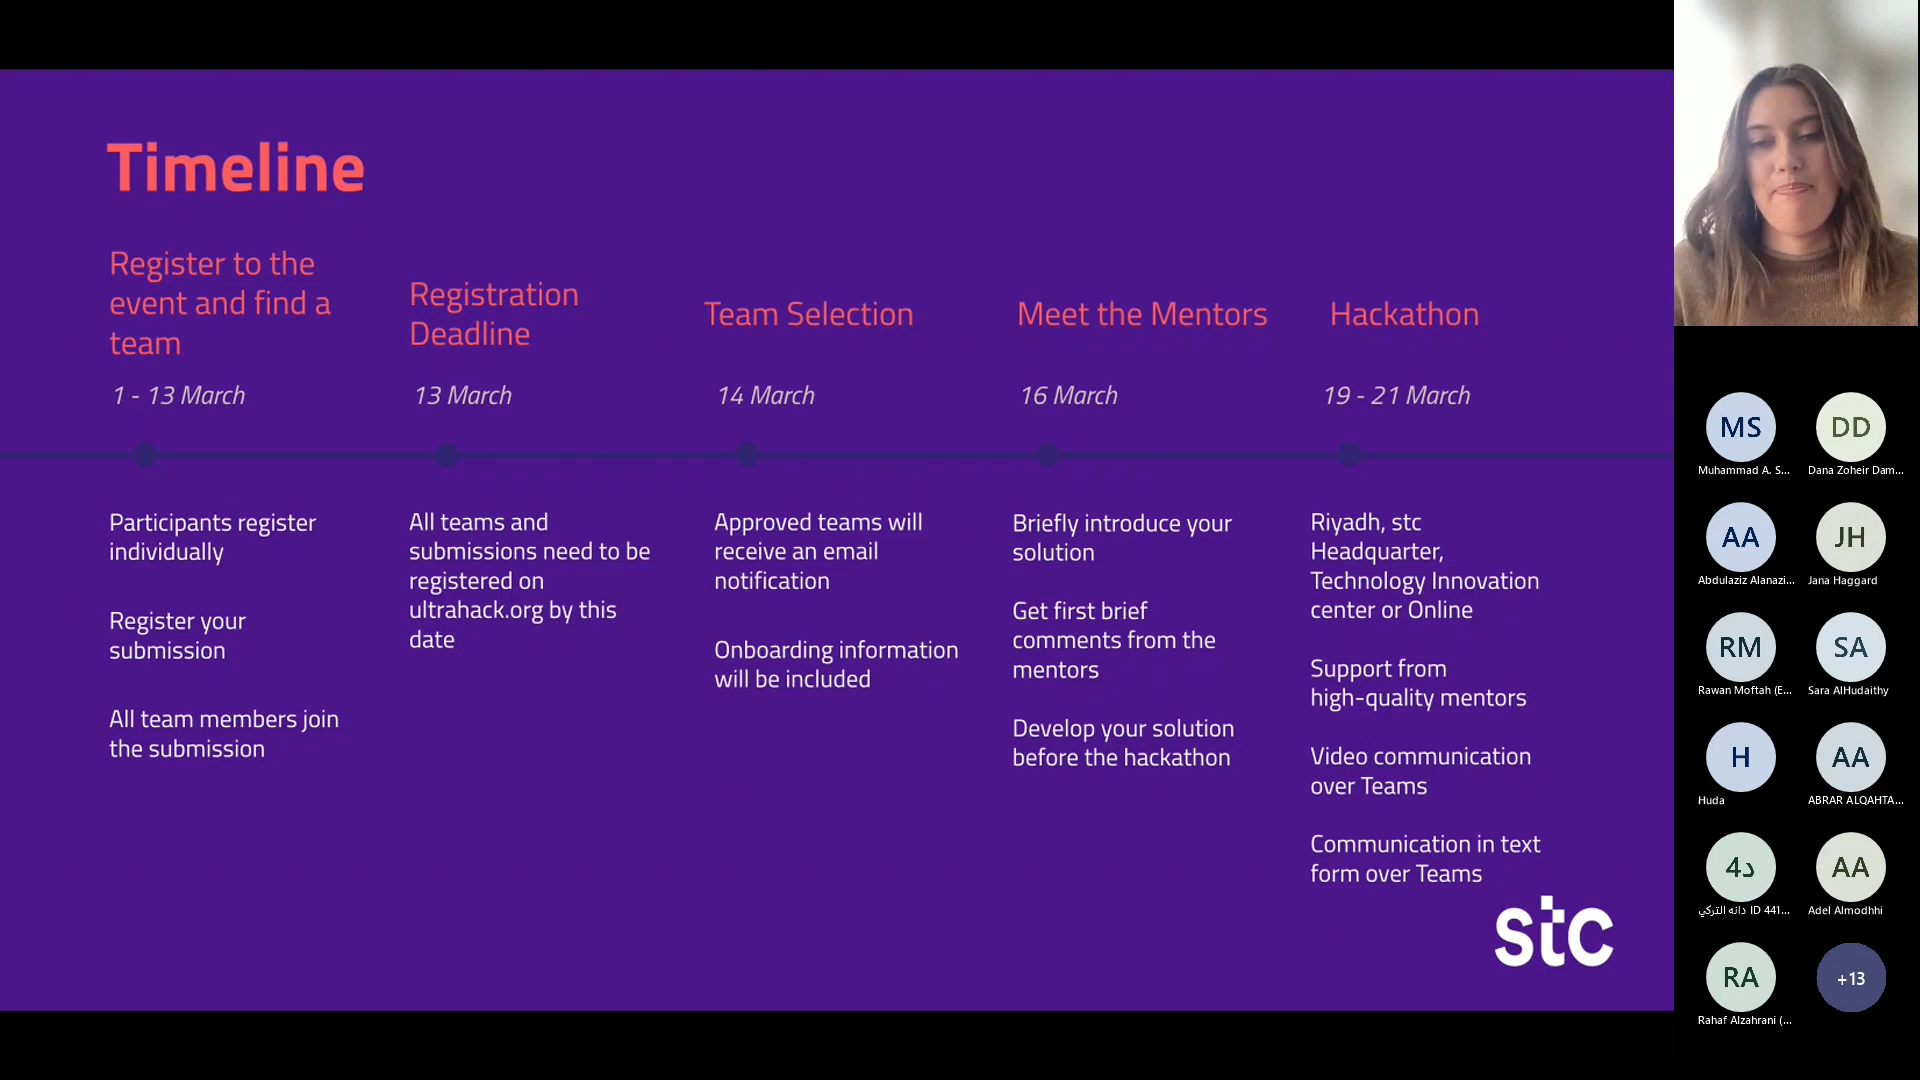 Timeline
Register to the
event and find a
team
1 - 13 March
Participants register
individually
Register your
submission
All team members join
the submission
Registration
Deadline
13 March
All teams and
submissions need to be
registered on
ultrahack.org by this
date
Team Selection
14 March
Approved teams will
receive an email
notification
Onboarding information
will be included
Meet the Mentors
16 March
Briefly introduce your
solution
Get first brief
comments from the
mentors
Develop your solution
before the hackathon
Hackathon
19 - 21 March
Riyadh, stc
Headquarter,
Technology Innovation
center or Online
Support from
high-quality mentors
Video communication
over Teams
Communication in text
form over Teams
stc
MS
Muhammad A. S...
DD
Dana Zoheir Dam...
AA
Abdulaziz Alanazi...
JH
Jana Haggard
RM
Rawan Moftah (E...
SA
Sara AlHudaithy
H
Huda
AA
ABRAR ALQAHTA...
د4
دانه التركي ID 441...
AA
Adel Almodhhi
RA
Rahaf Alzahrani (...
+13